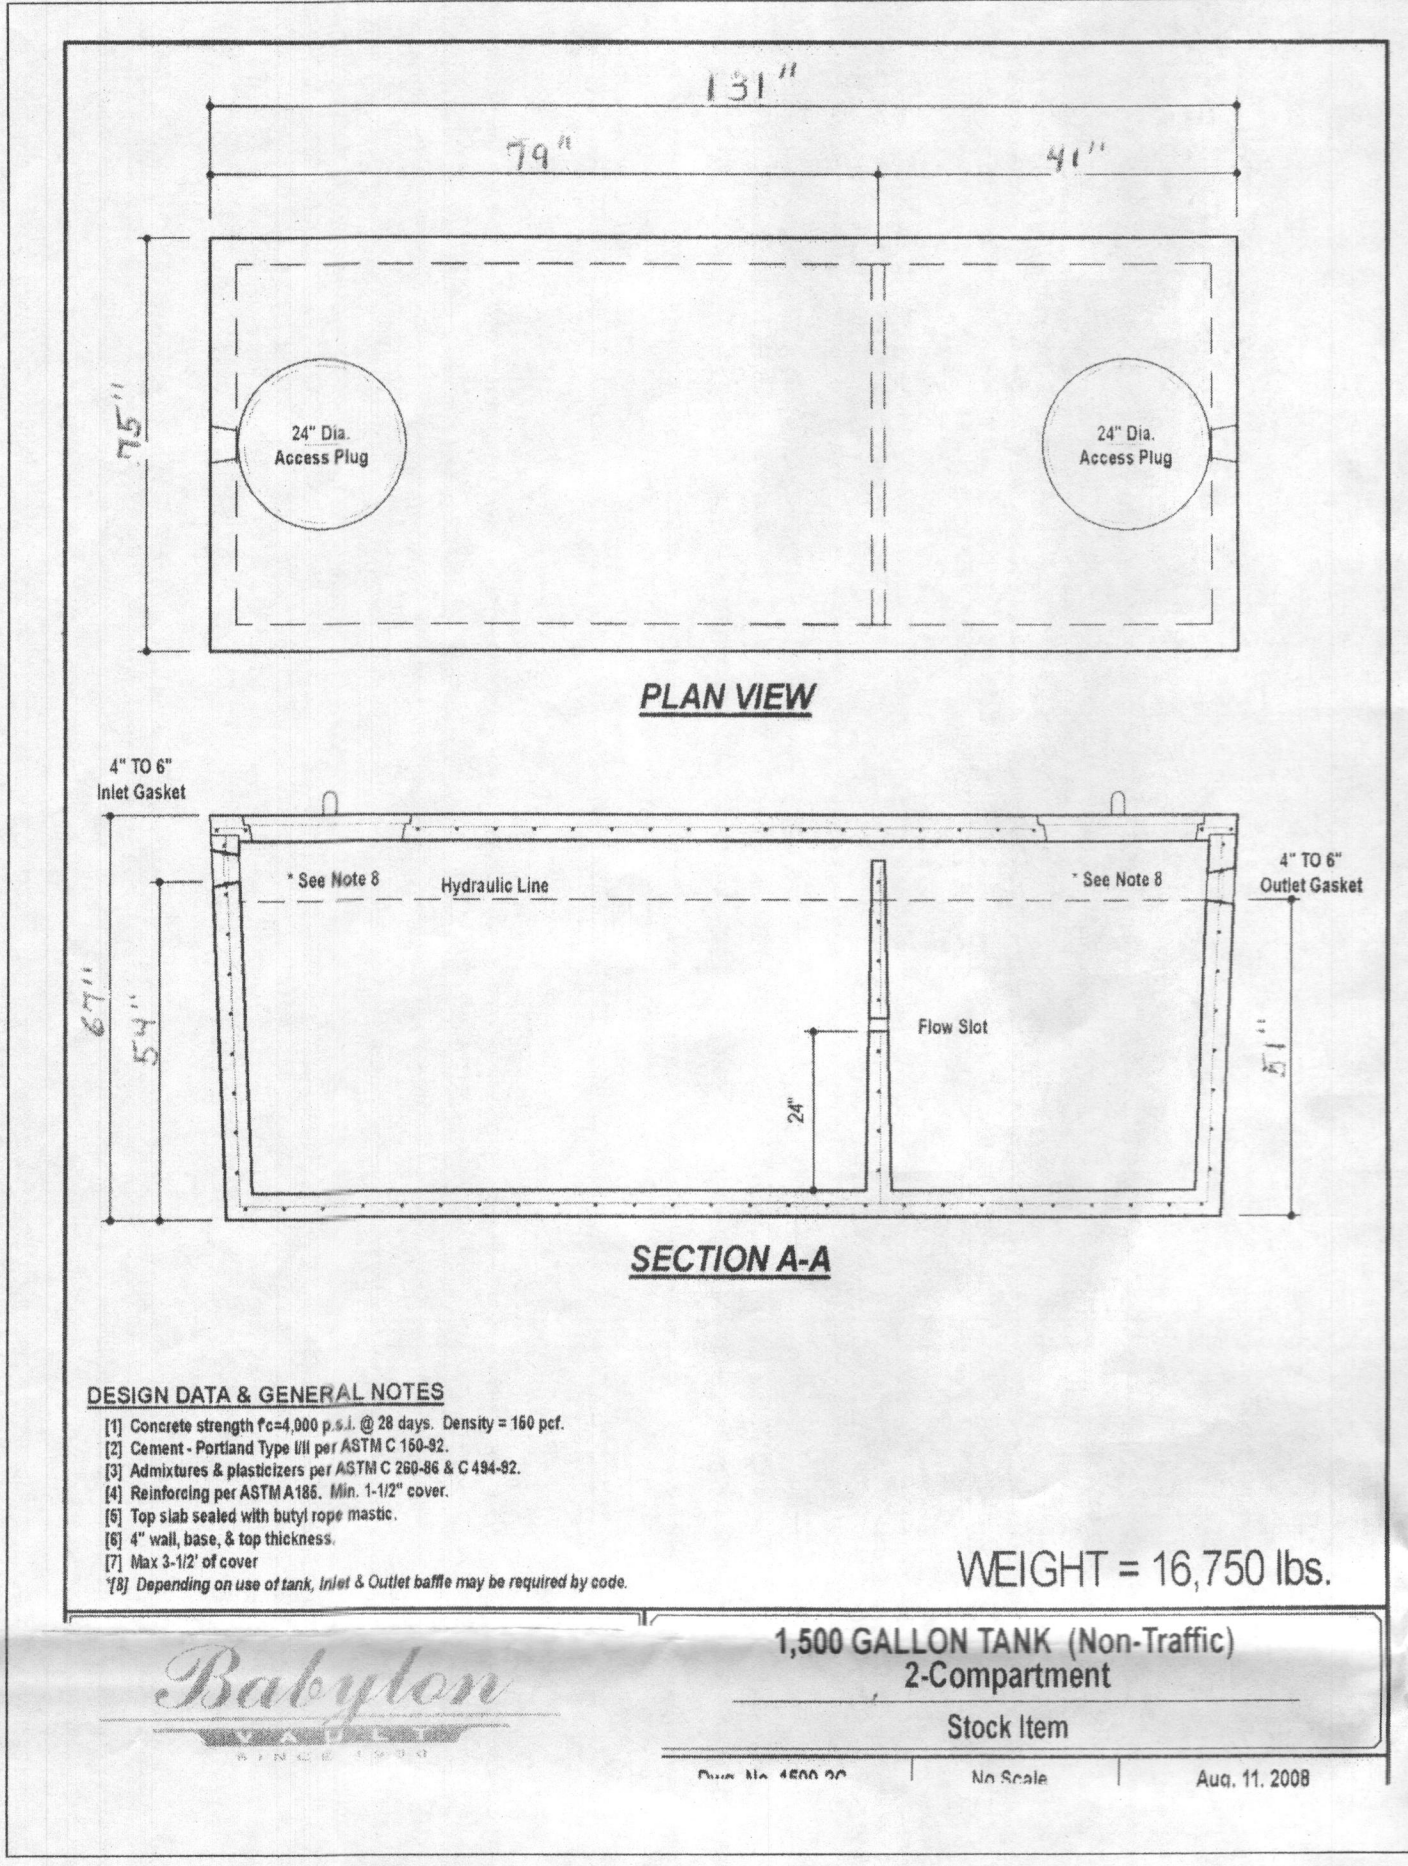 131"
79"
41"
75"
24" Dia.
Access Plug
24" Dia.
Access Plug
PLAN VIEW
4" TO 6"
Inlet Gasket
* See Note 8
Hydraulic Line
* See Note 8
4" TO 6"
Outlet Gasket
67"
54"
Flow Slot
24"
51"
SECTION A-A
DESIGN DATA & GENERAL NOTES
[1] Concrete strength f'c=4,000 p.s.i. @ 28 days. Density = 150 pcf.
[2] Cement - Portland Type I/II per ASTM C 150-92.
[3] Admixtures & plasticizers per ASTM C 260-86 & C 494-92.
[4] Reinforcing per ASTM A185. Min. 1-1/2" cover.
[5] Top slab sealed with butyl rope mastic.
[6] 4" wall, base, & top thickness.
[7] Max 3-1/2' of cover
*[8] Depending on use of tank, Inlet & Outlet baffle may be required by code.
WEIGHT = 16,750 lbs.
Babylon
VAULT
SINCE 1930
1,500 GALLON TANK (Non-Traffic)
2-Compartment
Stock Item
Dwg. No. 1500-2C
No Scale
Aug. 11, 2008